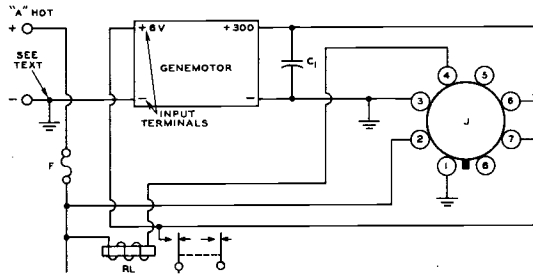 "A" HOT
+
SEE
TEXT
-
+ 6V
+300
GENEMOTOR
-
-
INPUT
TERMINALS
C1
F
RL
J
4
5
3
6
2
7
1
8